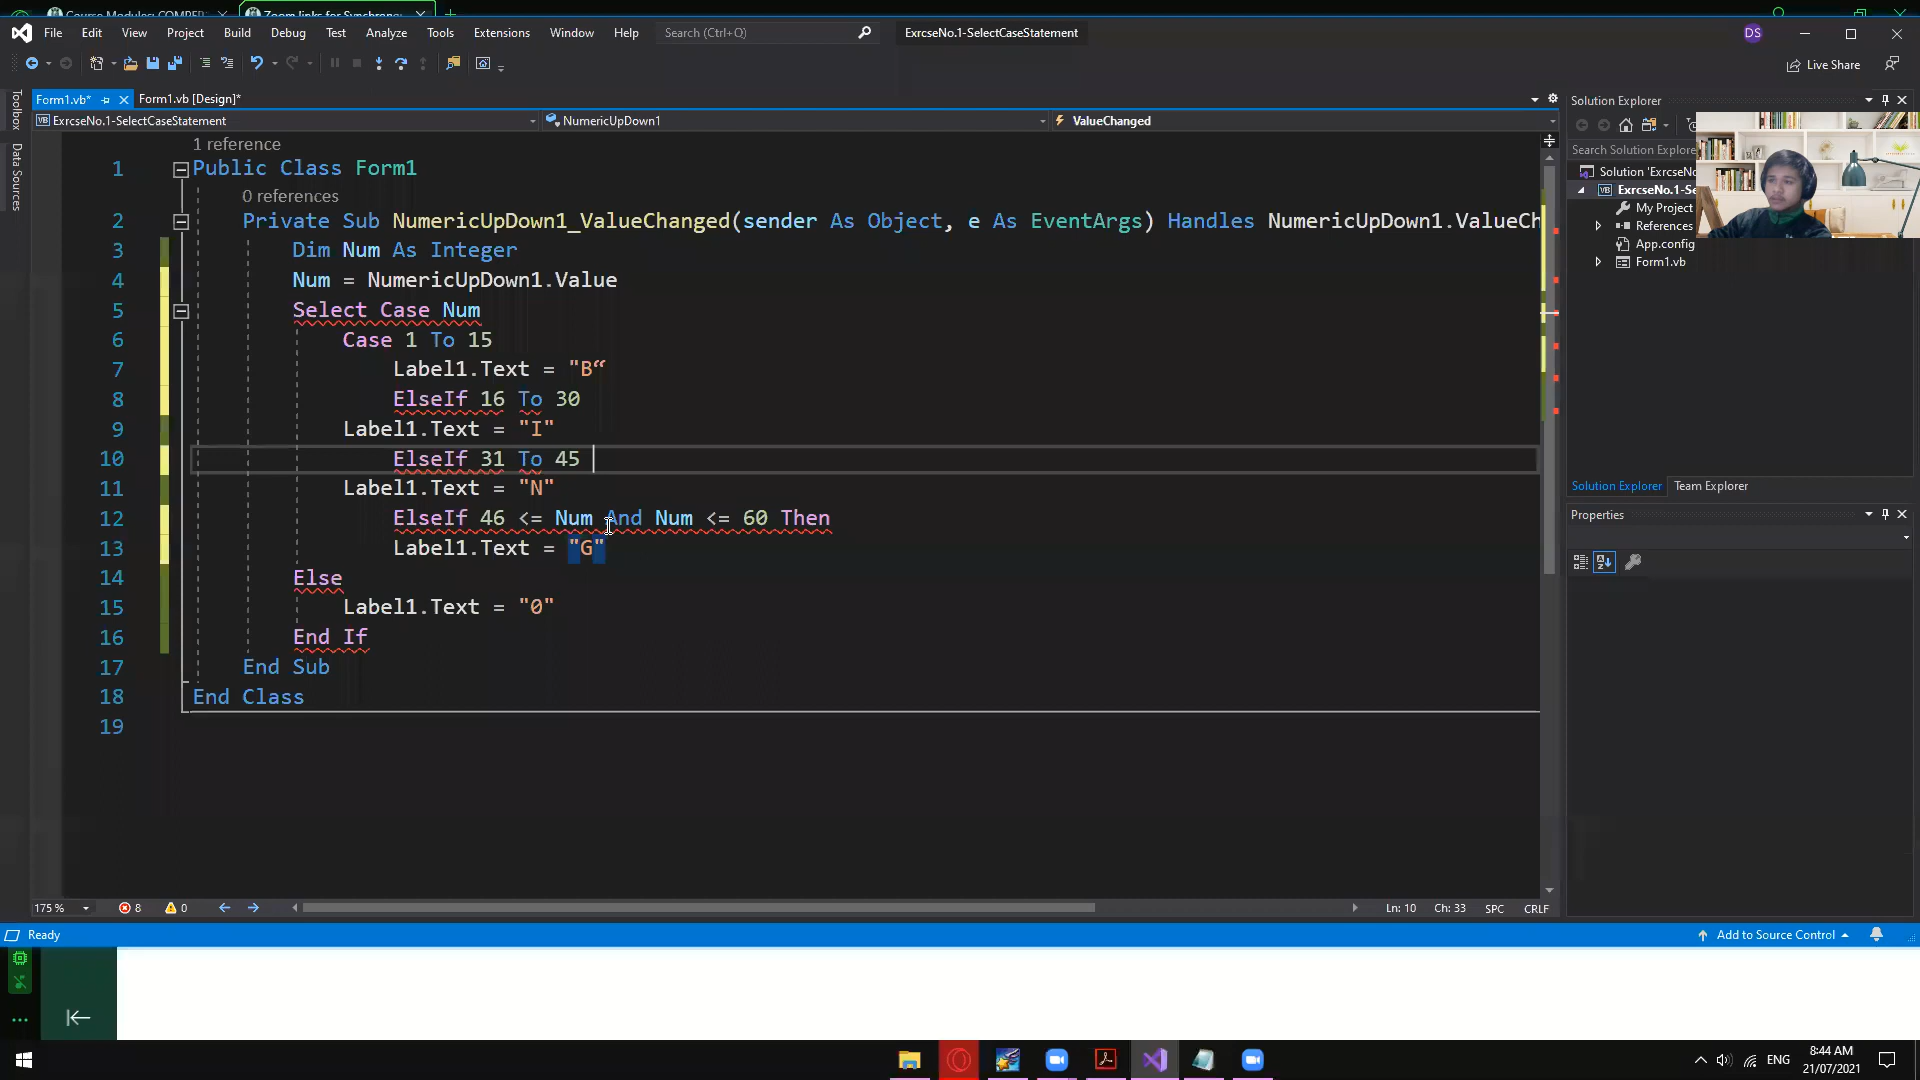 Course Modules: COMPE
Zoom links for Synchron
File Edit View Project Build Debug Test Analyze Tools Extensions Window Help Search (Ctrl+Q) ExrcseNo.1-SelectCaseStatement DS
Live Share
Form1.vb* Form1.vb [Design]* Solution Explorer
ExrcseNo.1-SelectCaseStatement NumericUpDown1 ValueChanged
Toolbox
Data Sources
Search Solution Explore
Solution 'ExrcseNo
ExrcseNo.1-Se
My Project
References
App.config
Form1.vb
1 reference
1 Public Class Form1
0 references
2 Private Sub NumericUpDown1_ValueChanged(sender As Object, e As EventArgs) Handles NumericUpDown1.ValueCh
3 Dim Num As Integer
4 Num = NumericUpDown1.Value
5 Select Case Num
6 Case 1 To 15
7 Label1.Text = "B“
8 ElseIf 16 To 30
9 Label1.Text = "I"
10 ElseIf 31 To 45
11 Label1.Text = "N"
12 ElseIf 46 <= Num And Num <= 60 Then
13 Label1.Text = "G"
14 Else
15 Label1.Text = "0"
16 End If
17 End Sub
18 End Class
19
Solution Explorer Team Explorer
Properties
175 % 8 0 Ln: 10 Ch: 33 SPC CRLF
Ready Add to Source Control
ENG 8:44 AM
21/07/2021